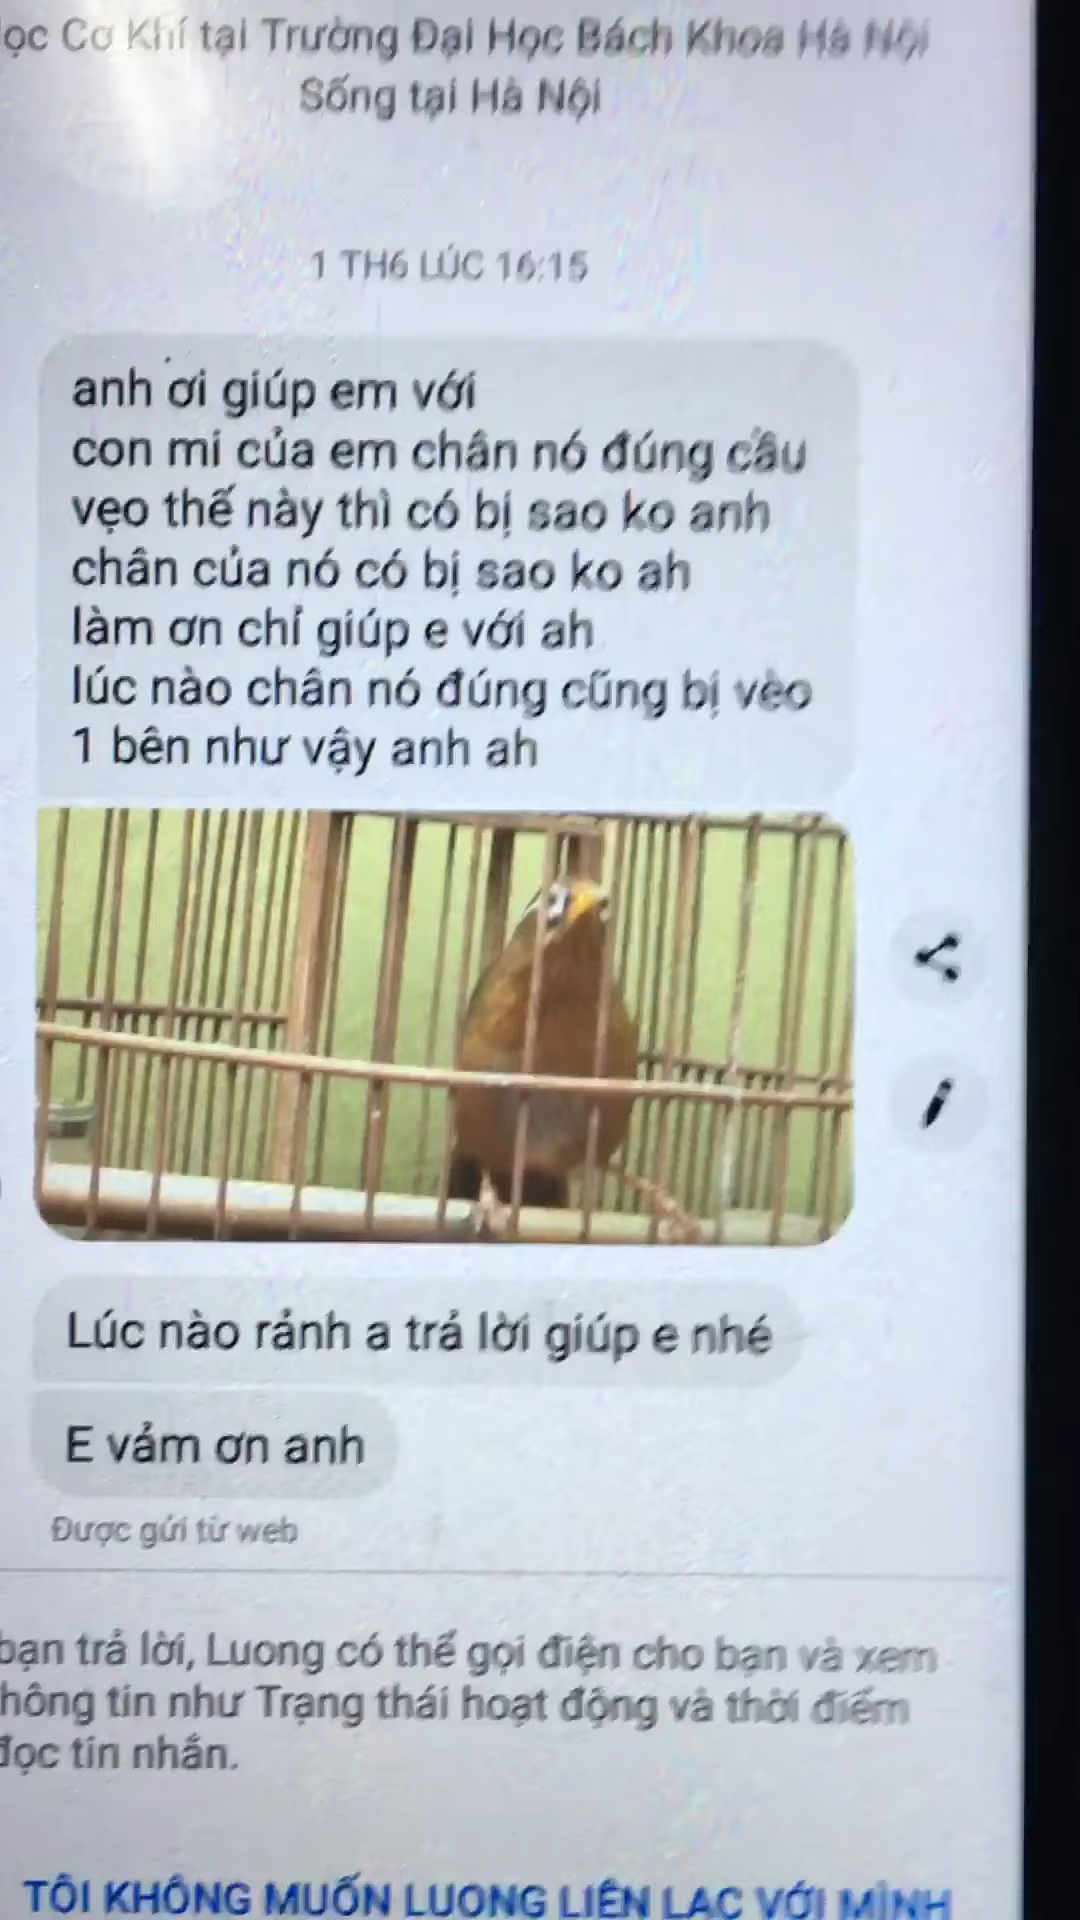 ọc Cơ Khí tại Trường Đại Học Bách Khoa Hà Nội
Sống tại Hà Nội
1 TH6 LÚC 16:15
anh ơi giúp em với
con mi của em chân nó đúng cầu
vẹo thế này thì có bị sao ko anh
chân của nó có bị sao ko ah
làm ơn chỉ giúp e với ah
lúc nào chân nó đúng cũng bị vèo
1 bên như vậy anh ah
Lúc nào rảnh a trả lời giúp e nhé
E vảm ơn anh
Được gửi từ web
bạn trả lời, Luong có thể gọi điện cho bạn và xem
hông tin như Trạng thái hoạt động và thời điểm
đọc tin nhắn.
TÔI KHÔNG MUỐN LUONG LIÊN LẠC VỚI MÌNH